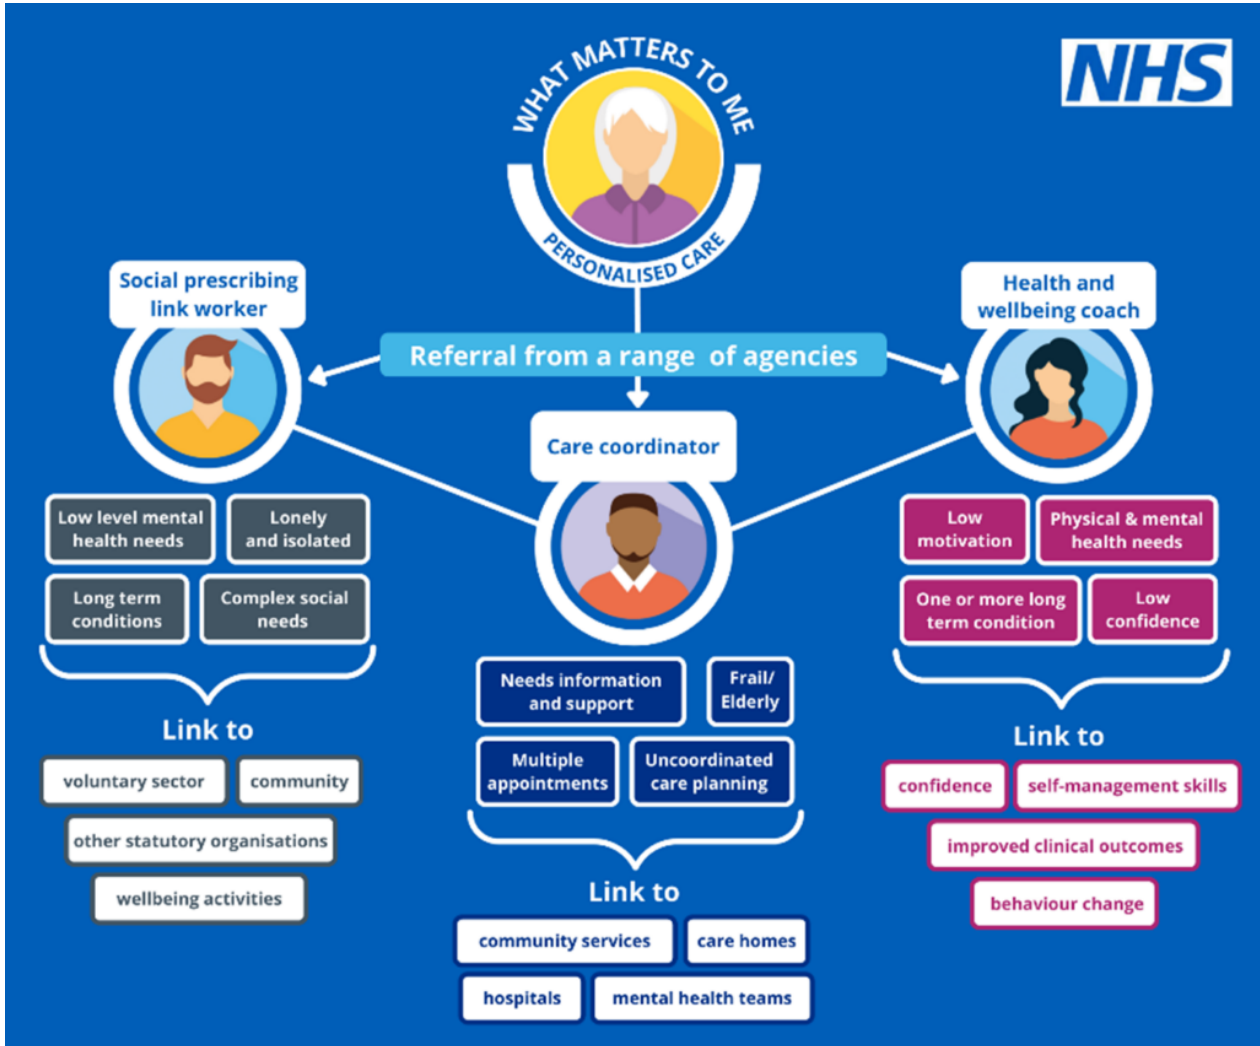 WHAT MATTERS TO ME
NHS
PERSONALISED CARE
Social prescribing
link worker
Health and
wellbeing coach
Referral from a range of agencies
Care coordinator
Low level mental
health needs
Lonely
and isolated
Long term
conditions
Complex social
needs
Link to
voluntary sector
community
other statutory organisations
wellbeing activities
Needs information
and support
Frail/
Elderly
Multiple
appointments
Uncoordinated
care planning
Link to
community services
care homes
hospitals
mental health teams
Low
motivation
Physical & mental
health needs
One or more long
term condition
Low
confidence
Link to
confidence
self-management skills
improved clinical outcomes
behaviour change